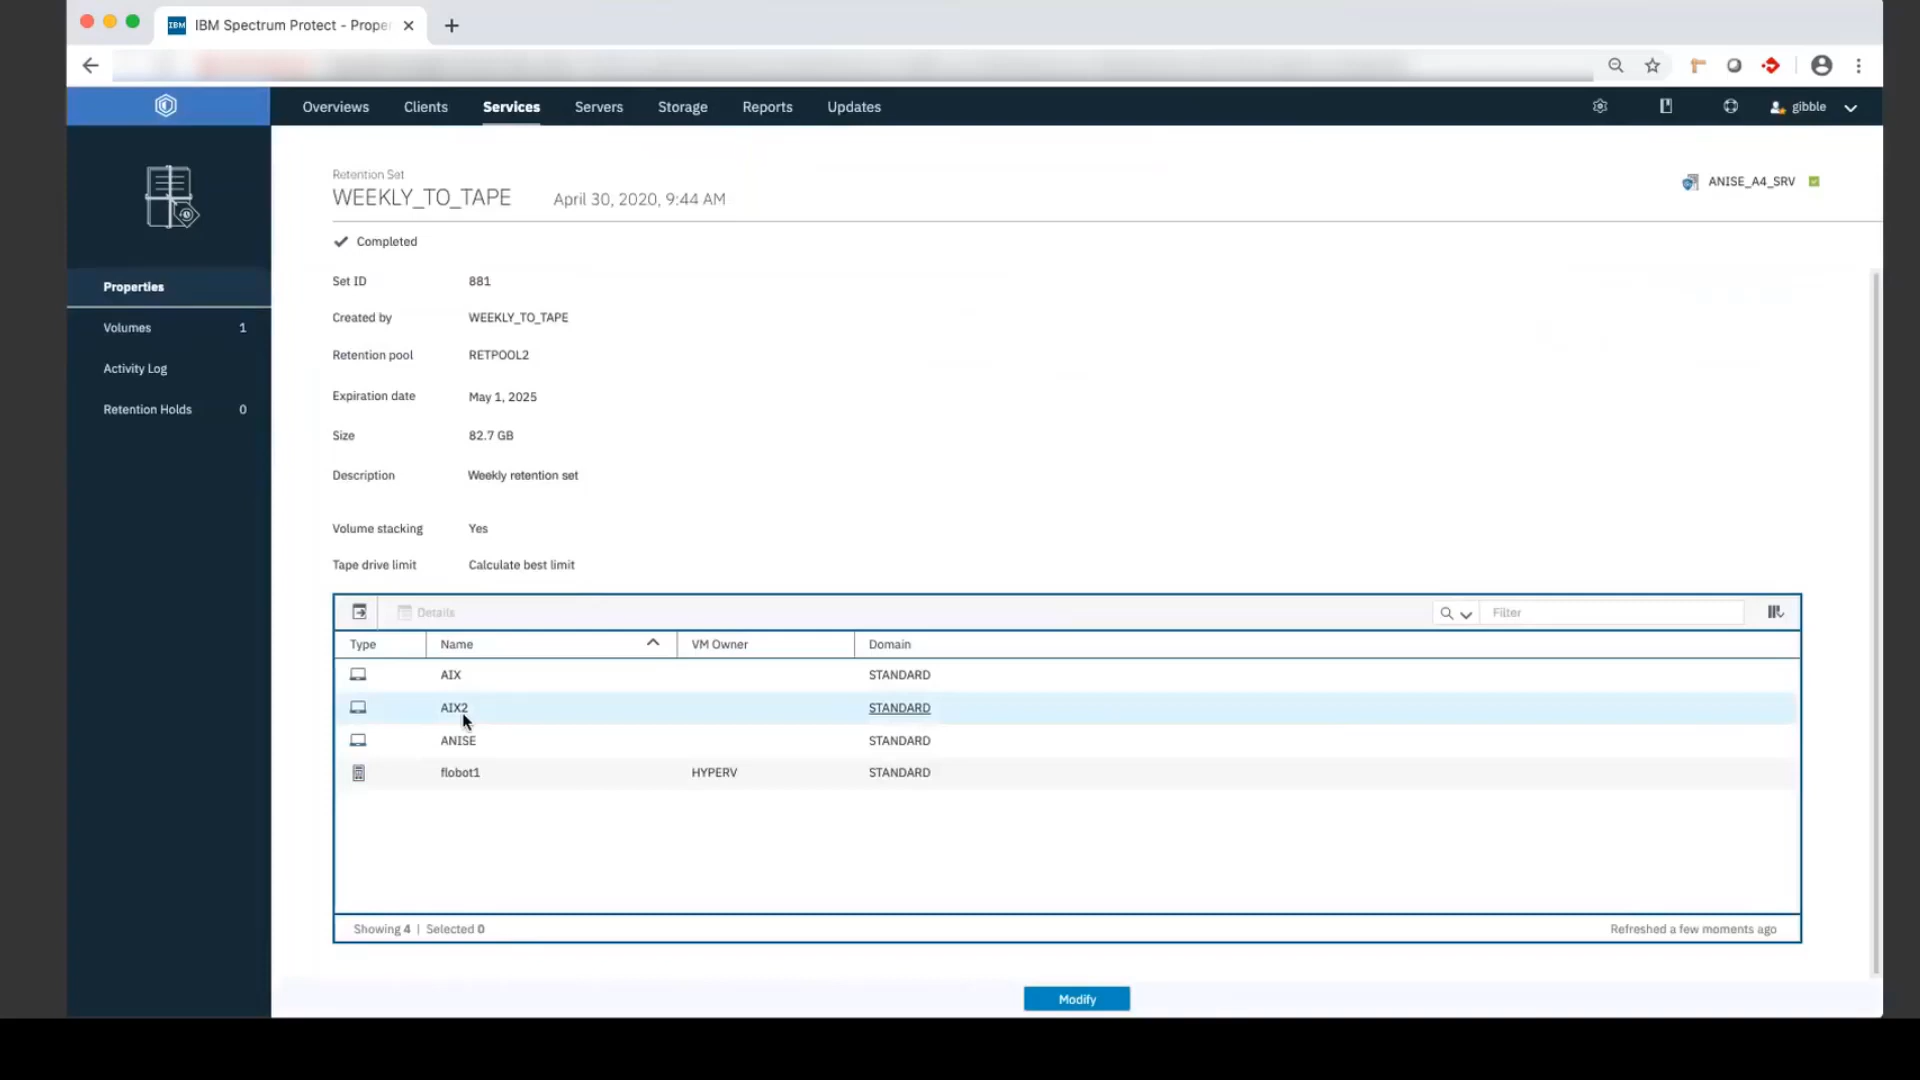 IBM IBM Spectrum Protect - Prope
Overviews Clients Services Servers Storage Reports Updates gibble
Retention Set
WEEKLY_TO_TAPE April 30, 2020, 9:44 AM
ANISE_A4_SRV
Completed
Properties
Volumes 1
Activity Log
Retention Holds 0
Set ID 881
Created by WEEKLY_TO_TAPE
Retention pool RETPOOL2
Expiration date May 1, 2025
Size 82.7 GB
Description Weekly retention set
Volume stacking Yes
Tape drive limit Calculate best limit
Details Filter
Type Name VM Owner Domain
AIX STANDARD
AIX2 STANDARD
ANISE STANDARD
flobot1 HYPERV STANDARD
Showing 4 | Selected 0 Refreshed a few moments ago
Modify